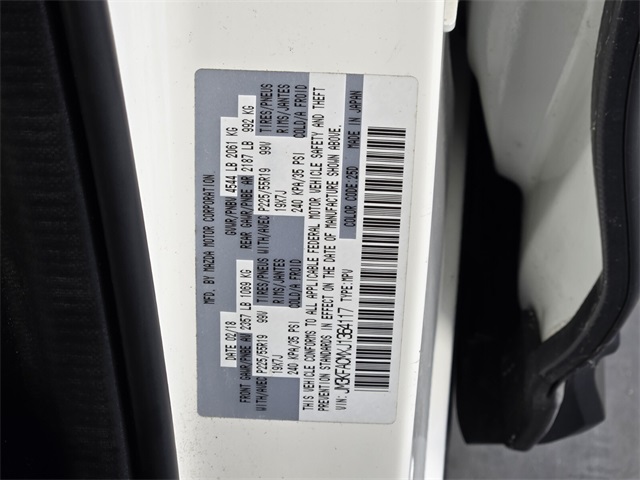 MFD. BY MAZDA MOTOR CORPORATION
DATE 02/18 GVWR/PNBV 4544 LB 2061 KG
FRONT GAWR/PNBE AV 2357 LB 1069 KG REAR GAWR/PNBE AR 2187 LB 992 KG
WITH/AVEC TIRES/PNEUS WITH/AVEC TIRES/PNEUS
P225/55R19 99V RIMS/JANTES P225/55R19 99V RIMS/JANTES
19X7J COLD/A FROID 19X7J COLD/A FROID
240 KPA/35 PSI 240 KPA/35 PSI
THIS VEHICLE CONFORMS TO ALL APPLICABLE FEDERAL MOTOR VEHICLE SAFETY AND THEFT
PREVENTION STANDARDS IN EFFECT ON THE DATE OF MANUFACTURE SHOWN ABOVE.
COLOR CODE 25D MADE IN JAPAN
VIN: TYPE: MPV